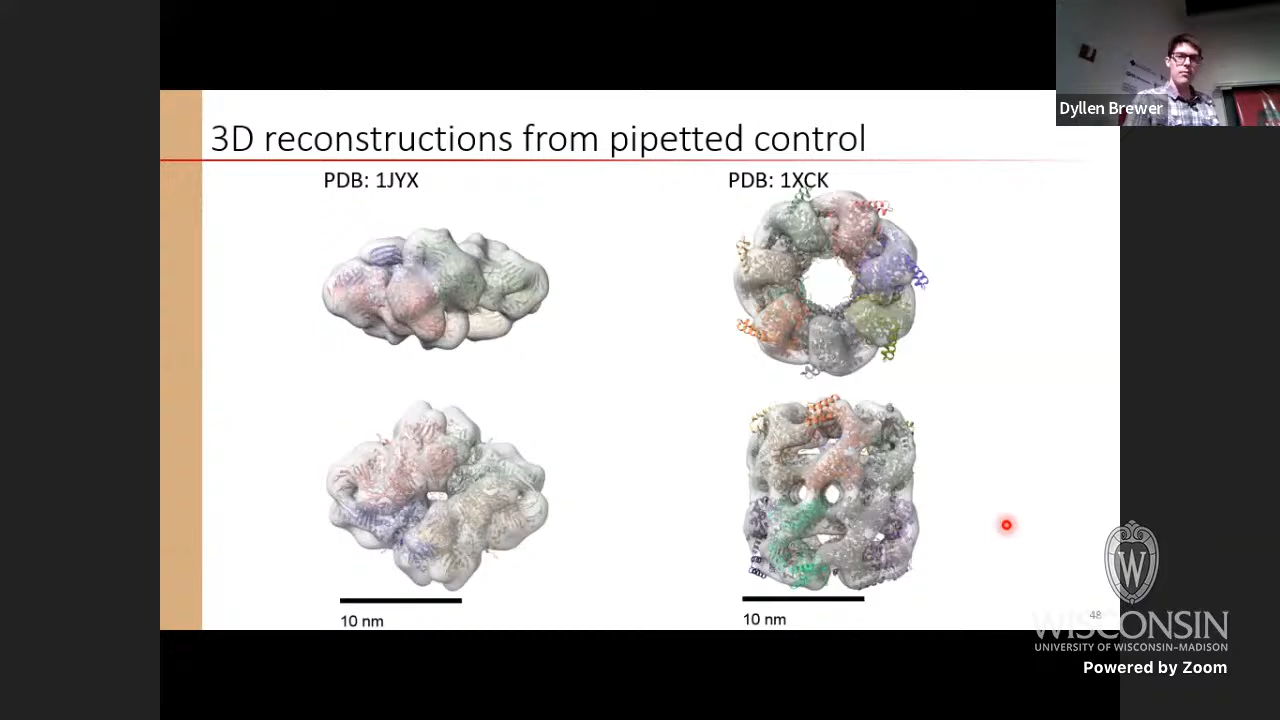 Dyllen Brewer
3D reconstructions from pipetted control
PDB: 1JYX
PDB: 1XCK
10 nm
10 nm
48
W
WISCONSIN
UNIVERSITY OF WISCONSIN–MADISON
Powered by Zoom